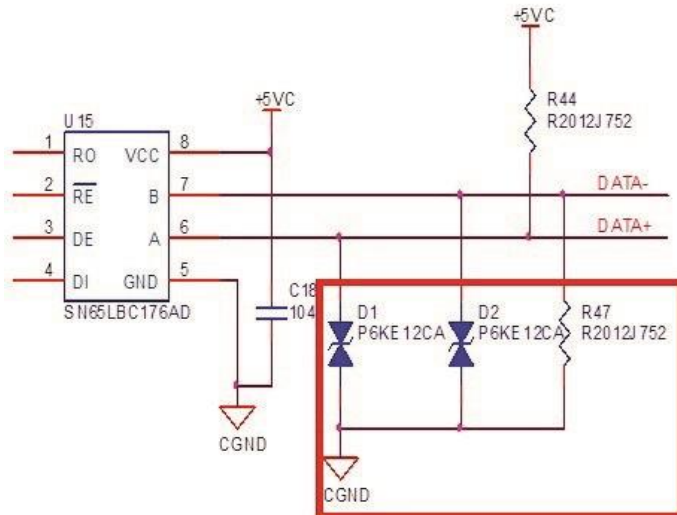 +5VC
R44
R2012J752
+5VC
U15
1 RO VCC 8
2 RE B 7
3 DE A 6
4 DI GND 5
SN65LBC176AD
DATA-
DATA+
C18
104
D1
P6KE12CA
D2
P6KE12CA
R47
R2012J752
CGND
CGND